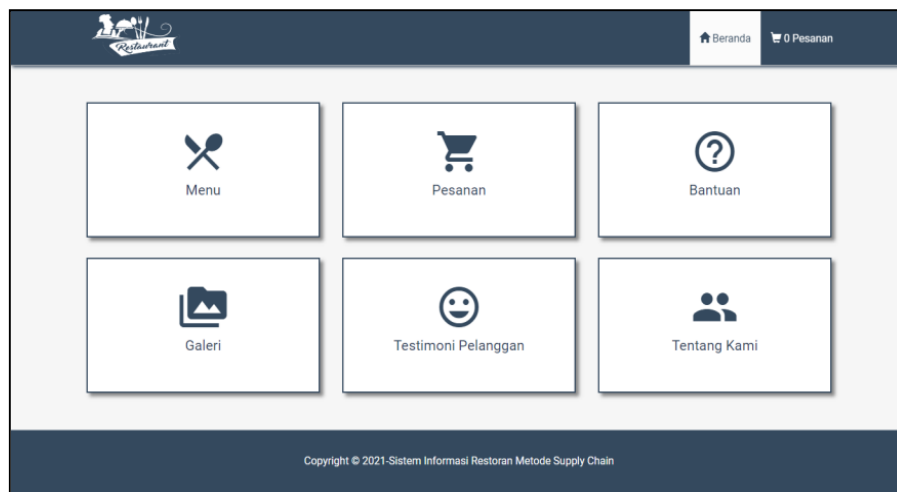 Restaurant
Beranda
0 Pesanan
Menu
Pesanan
Bantuan
Galeri
Testimoni Pelanggan
Tentang Kami
Copyright © 2021-Sistem Informasi Restoran Metode Supply Chain